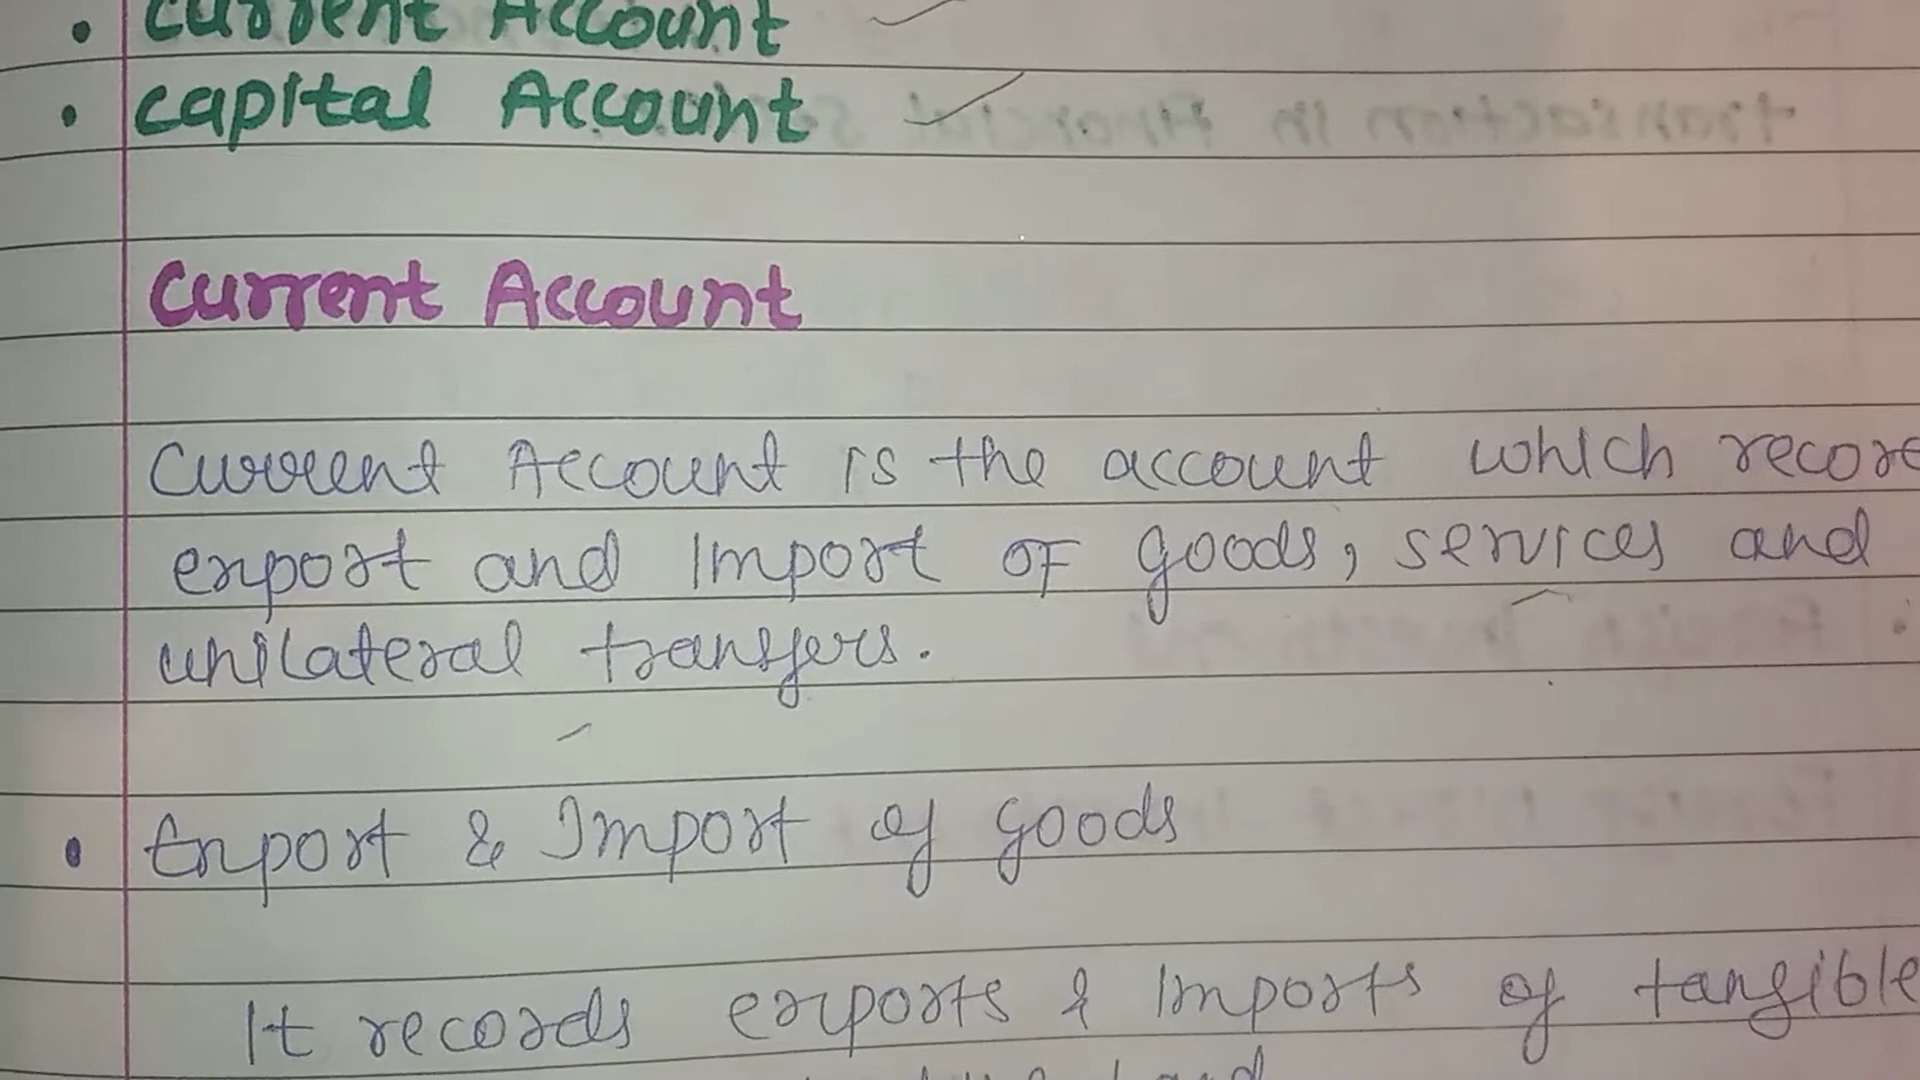 • Current Account
• Capital Account
Current Account
Current Account is the account which recor
export and Import OF goods, services and
unilateral transfers.
• Export & Import of goods
It records exports & Imports of tangible